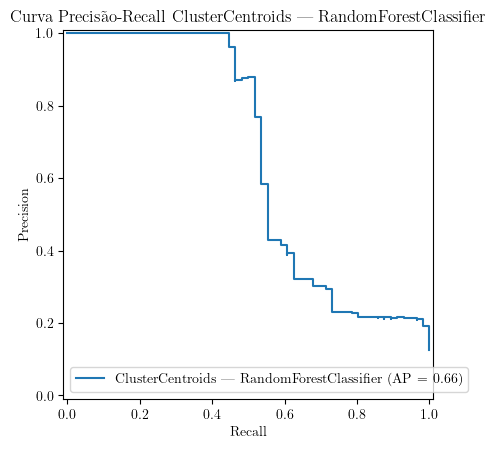 Curva Precisão-Recall ClusterCentroids — RandomForestClassifier
1.0
0.8
0.6
0.4
0.2
0.0
Precision
ClusterCentroids — RandomForestClassifier (AP = 0.66)
0.0 0.2 0.4 0.6 0.8 1.0
Recall